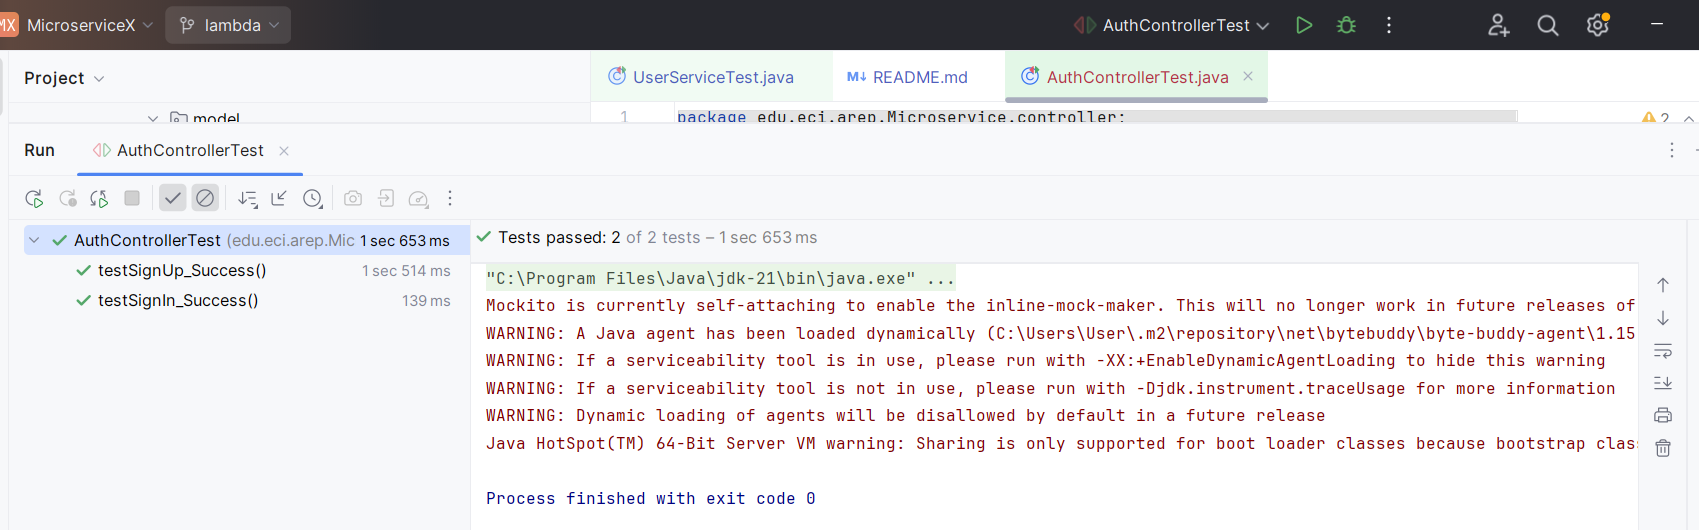 MX MicroserviceX lambda AuthControllerTest
Project UserServiceTest.java M↓ README.md AuthControllerTest.java
model 1 package edu.eci.arep.Microservice.controller; 2
Run AuthControllerTest
AuthControllerTest (edu.eci.arep.Mic 1 sec 653 ms
testSignUp_Success() 1 sec 514 ms
testSignIn_Success() 139 ms
Tests passed: 2 of 2 tests – 1 sec 653 ms
"C:\Program Files\Java\jdk-21\bin\java.exe" ...
Mockito is currently self-attaching to enable the inline-mock-maker. This will no longer work in future releases of
WARNING: A Java agent has been loaded dynamically (C:\Users\User\.m2\repository\net\bytebuddy\byte-buddy-agent\1.15
WARNING: If a serviceability tool is in use, please run with -XX:+EnableDynamicAgentLoading to hide this warning
WARNING: If a serviceability tool is not in use, please run with -Djdk.instrument.traceUsage for more information
WARNING: Dynamic loading of agents will be disallowed by default in a future release
Java HotSpot(TM) 64-Bit Server VM warning: Sharing is only supported for boot loader classes because bootstrap clas
Process finished with exit code 0